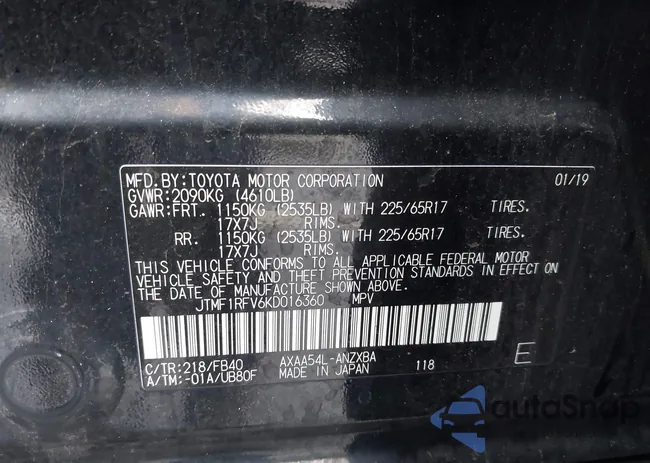 MFD.BY:TOYOTA MOTOR CORPORATION 01/19
GVWR:2090KG (4610LB)
GAWR:FRT. 1150KG (2535LB) WITH 225/65R17 TIRES.
17X7J RIMS.
RR. 1150KG (2535LB) WITH 225/65R17 TIRES.
17X7J RIMS.
THIS VEHICLE CONFORMS TO ALL APPLICABLE FEDERAL MOTOR
VEHICLE SAFETY AND THEFT PREVENTION STANDARDS IN EFFECT ON
THE DATE OF MANUFACTURE SHOWN ABOVE.
JTMF1RFV6KD016360 MPV
C/TR:218/FB40 AXAA54L-ANZXBA 118 E
A/TM:-01A/UB80F MADE IN JAPAN
autoSnap